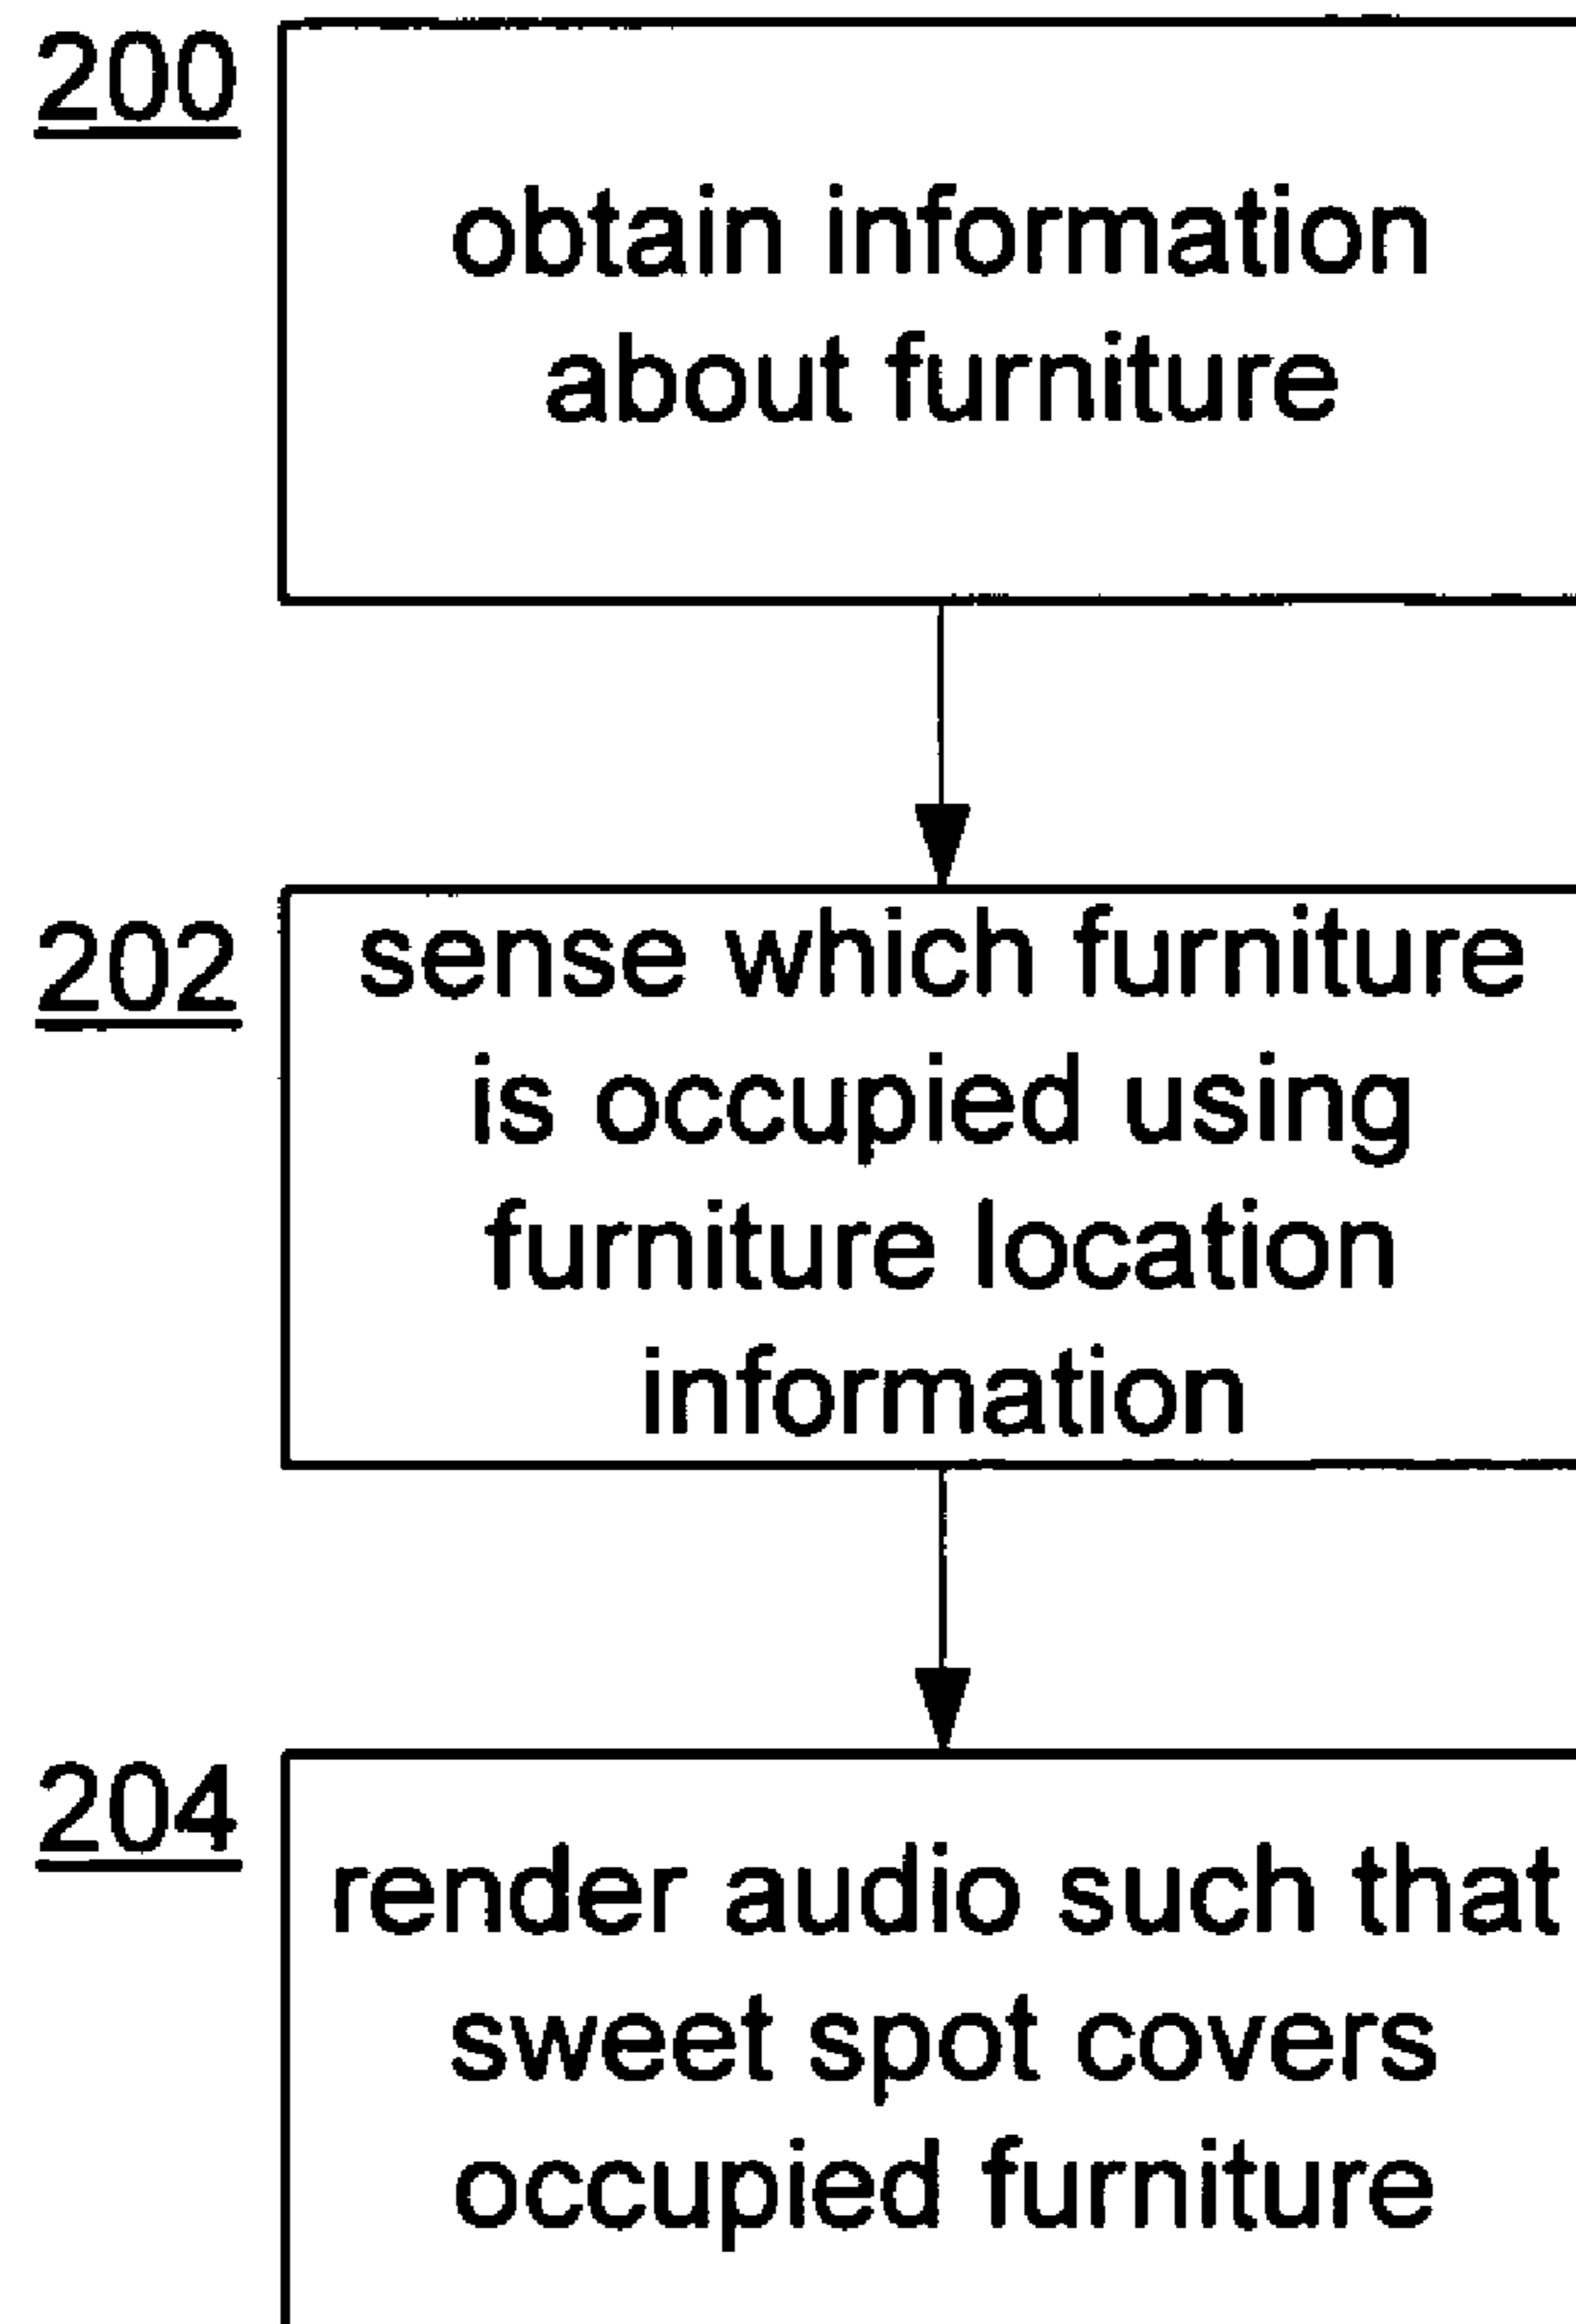 200
obtain information
about furniture
202
sense which furniture
is occupied using
furniture location
information
204
render audio such that
sweet spot covers
occupied furniture